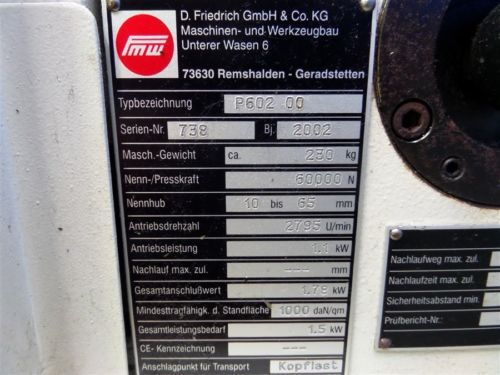 FMW
D. Friedrich GmbH & Co. KG
Maschinen- und Werkzeugbau
Unterer Wasen 6
73630 Remshalden - Geradstetten
Typbezeichnung P602 00
Serien-Nr. 738 Bj. 2002
Masch.-Gewicht ca. 230 kg
Nenn-/Presskraft 60000 N
Nennhub 10 bis 65 mm
Antriebsdrehzahl 2795 U/min
Antriebsleistung 1.1 kW
Nachlauf max. zul. --- mm
Gesamtanschlußwert 1.78 kW
Mindesttragfähigk. d. Standfläche 1000 daN/qm
Gesamtleistungsbedarf 1.5 kW
CE- Kennzeichnung ---
Anschlagpunkt für Transport Kopflast
Nachlaufweg max. zul.
Nachlaufzeit max. zul.
Sicherheitsabstand min.
Prüfbericht-Nr.: